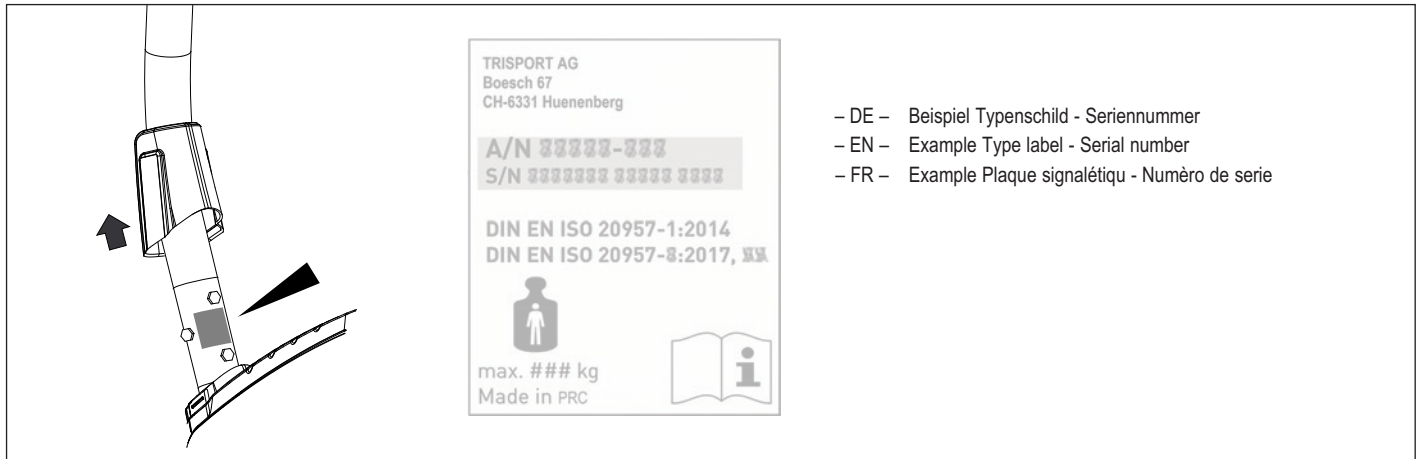 TRISPORT AG
Boesch 67
CH-6331 Huenenberg
A/N
S/N
DIN EN ISO 20957-1:2014
DIN EN ISO 20957-8:2017,
max. ### kg
Made in PRC
– DE – Beispiel Typenschild - Seriennummer
– EN – Example Type label - Serial number
– FR – Example Plaque signalétiqu - Numèro de serie